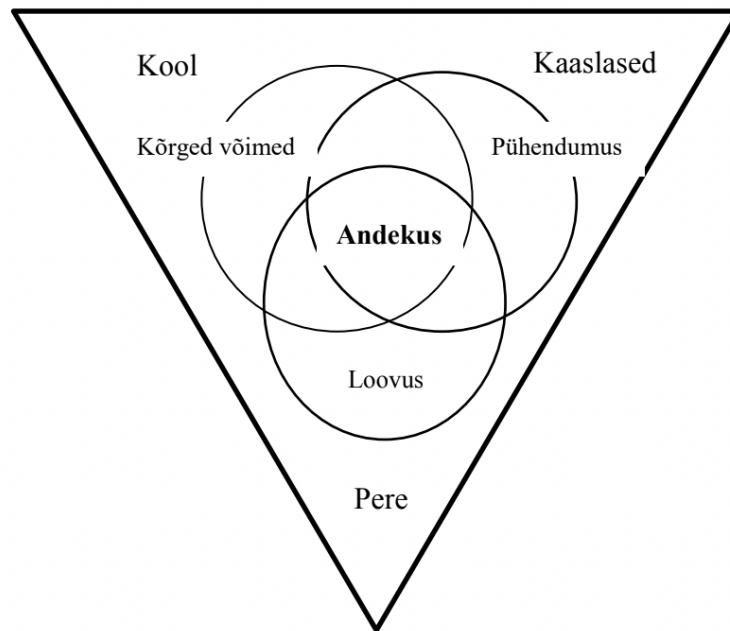 Kool
Kaaslased
Kõrged võimed
Pühendumus
Andekus
Loovus
Pere